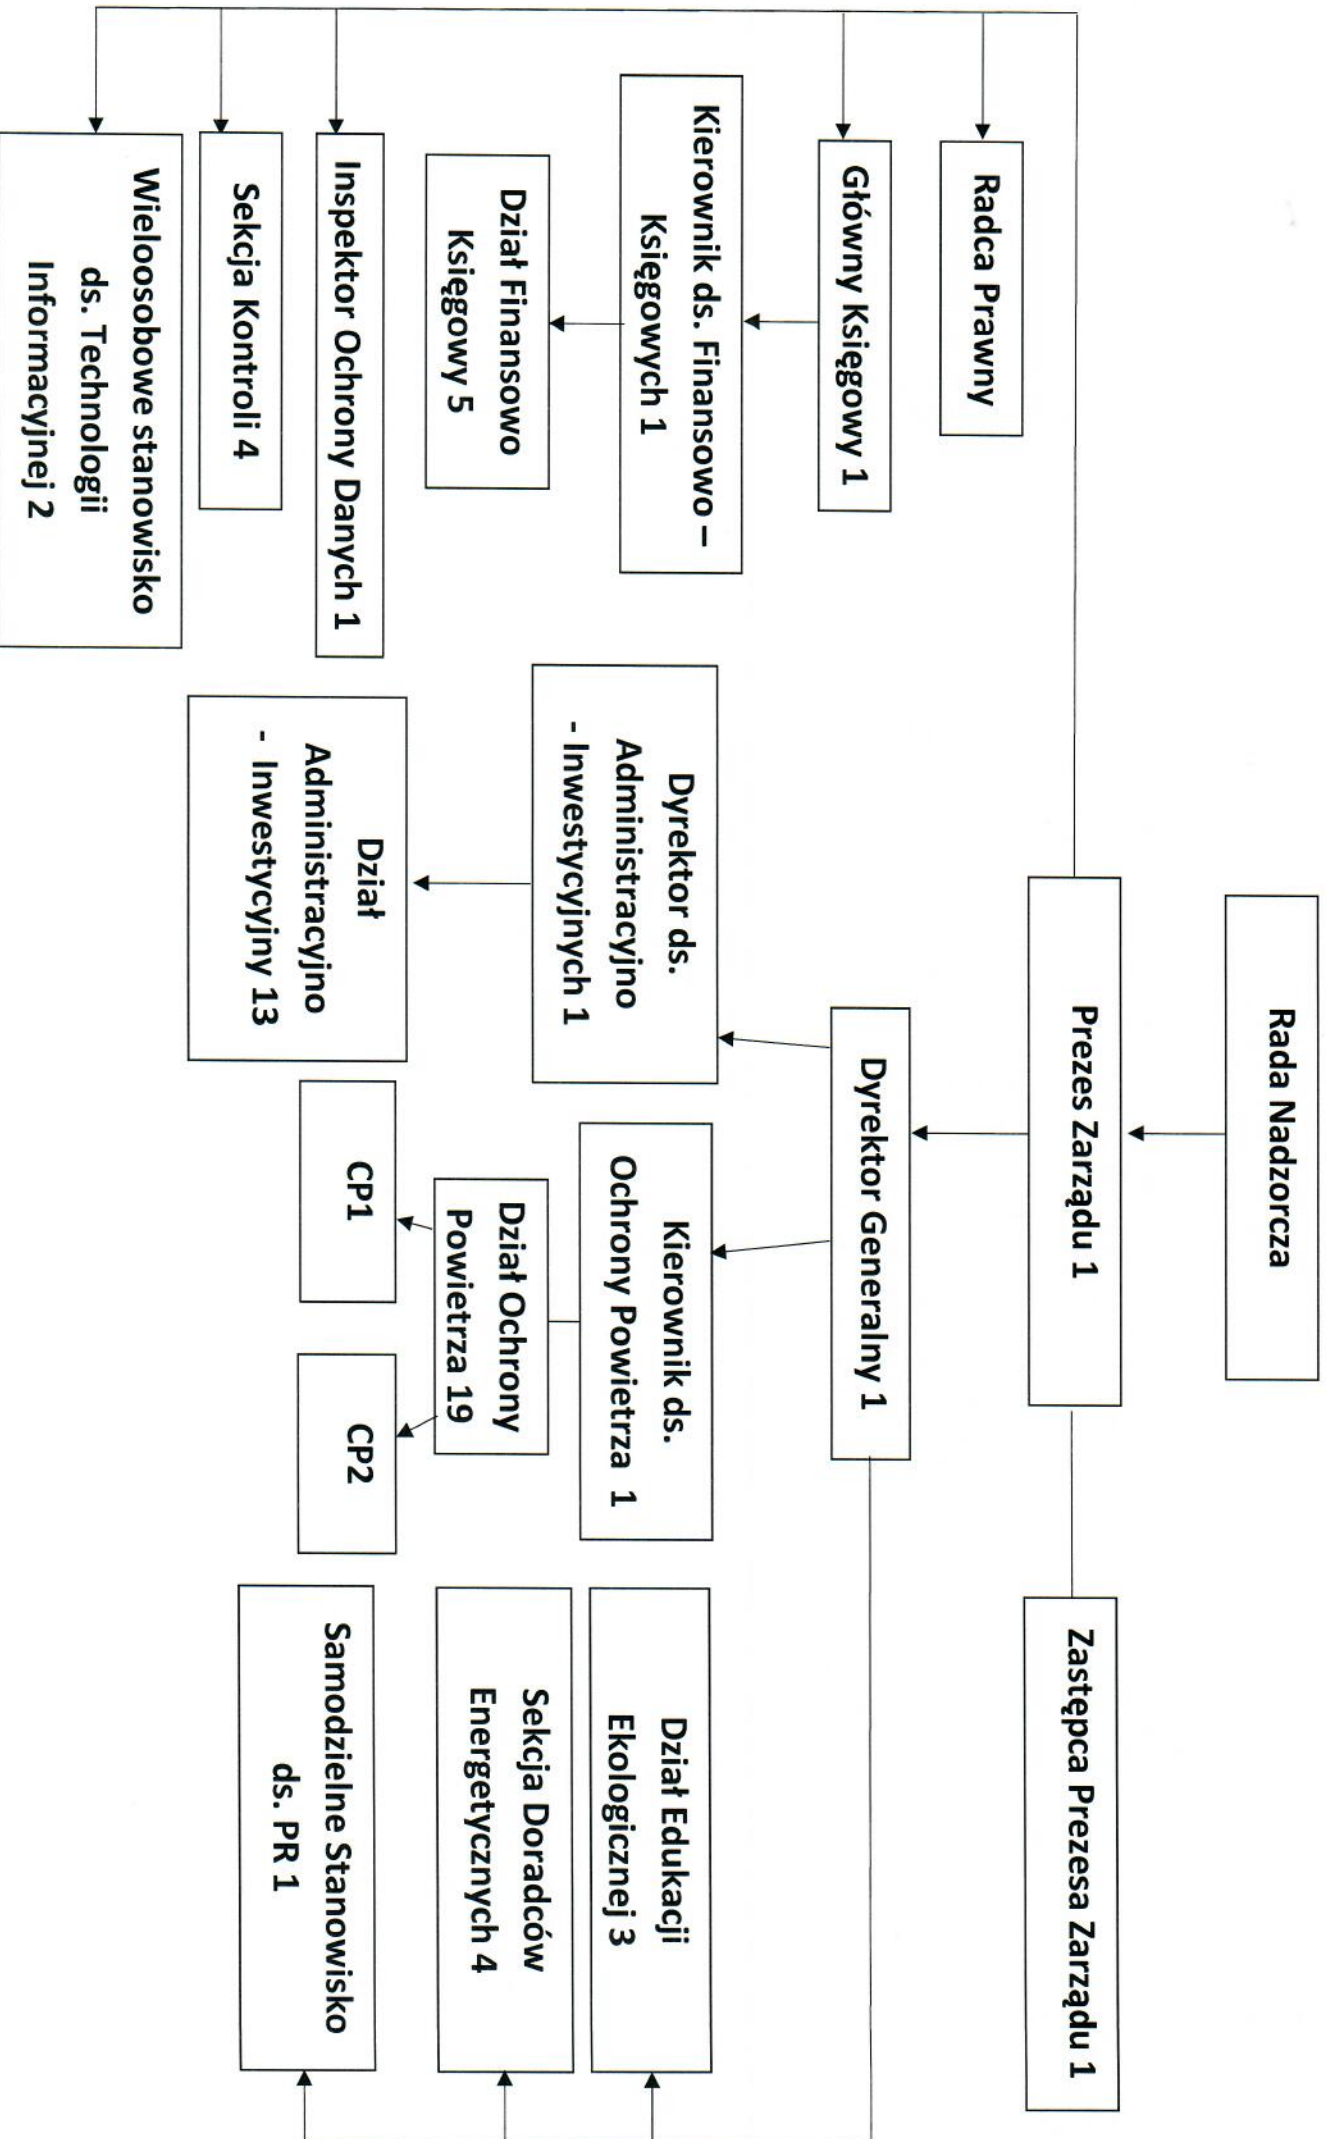 Rada Nadzorcza
Prezes Zarządu 1
Zastępca Prezesa Zarządu 1
Radca Prawny
Główny Księgowy 1
Kierownik ds. Finansowo –
Księgowych 1
Dział Finansowo
Księgowy 5
Inspektor Ochrony Danych 1
Sekcja Kontroli 4
Wieloosobowe stanowisko
ds. Technologii
Informacyjnej 2
Dyrektor Generalny 1
Dyrektor ds.
Administracyjno
- Inwestycyjnych 1
Dział
Administracyjno
- Inwestycyjny 13
Kierownik ds.
Ochrony Powietrza 1
Dział Ochrony
Powietrza 19
CP1
CP2
Dział Edukacji
Ekologicznej 3
Sekcja Doradców
Energetycznych 4
Samodzielne Stanowisko
ds. PR 1